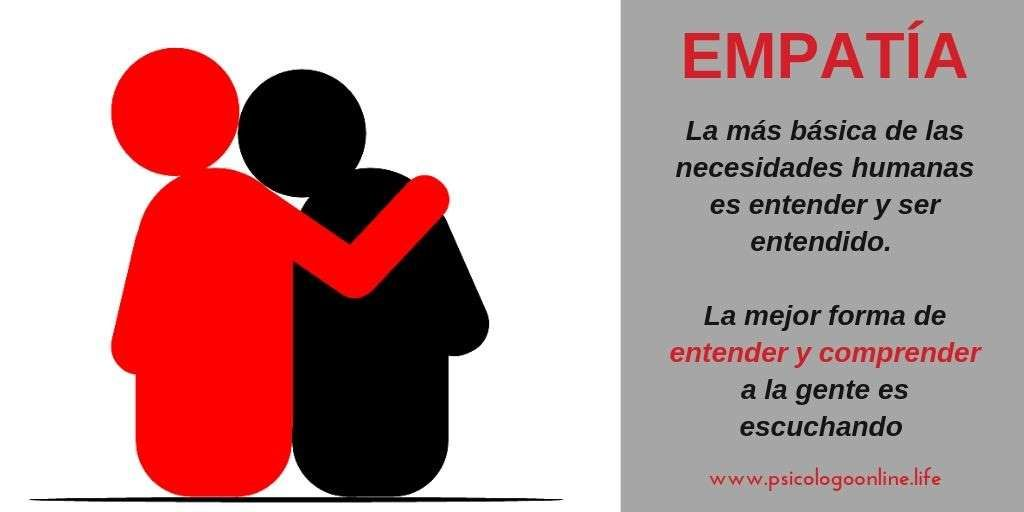 EMPATÍA
La más básica de las
necesidades humanas
es entender y ser
entendido.
La mejor forma de
entender y comprender
a la gente es
escuchando
www.psicologoonline.life